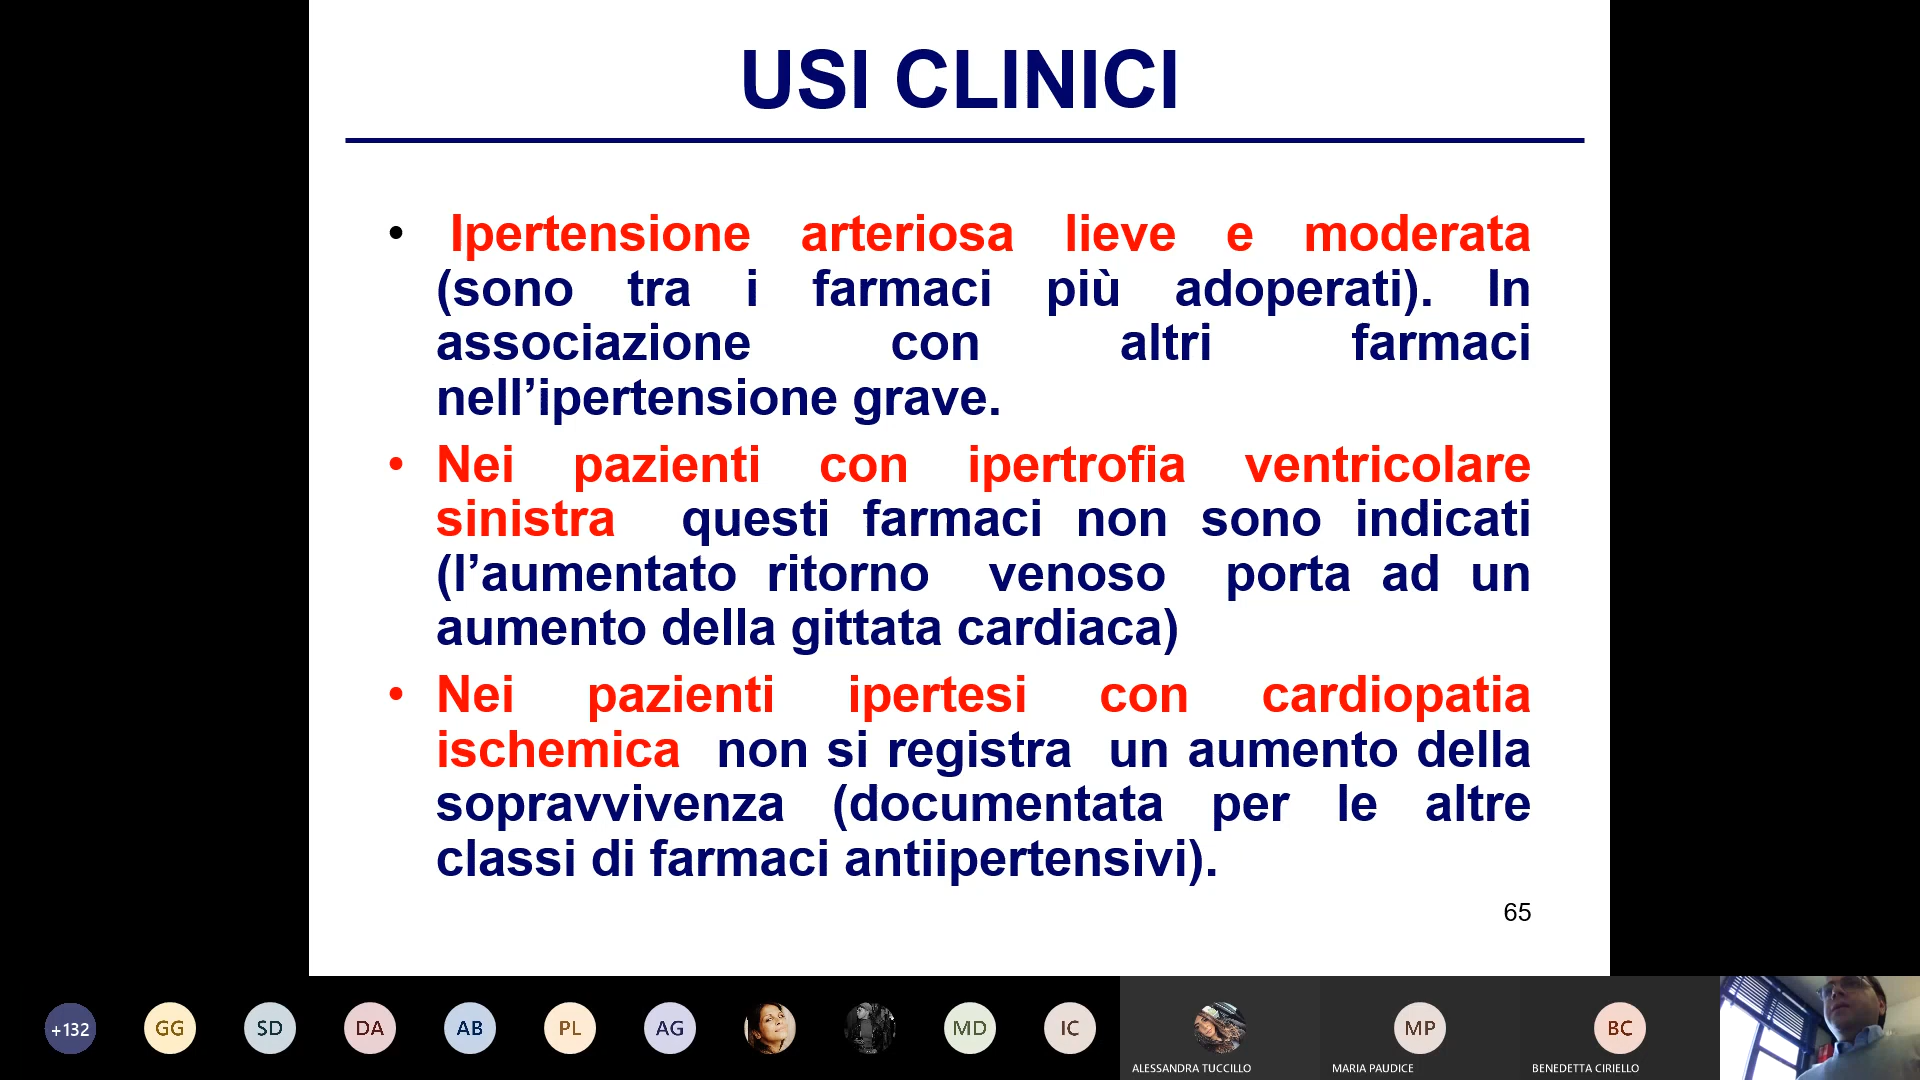 USI CLINICI
• Ipertensione arteriosa lieve e moderata
(sono tra i farmaci più adoperati). In
associazione con altri farmaci
nell’ipertensione grave.
• Nei pazienti con ipertrofia ventricolare
sinistra questi farmaci non sono indicati
(l’aumentato ritorno venoso porta ad un
aumento della gittata cardiaca)
• Nei pazienti ipertesi con cardiopatia
ischemica non si registra un aumento della
sopravvivenza (documentata per le altre
classi di farmaci antiipertensivi).
65
+132 GG SD DA AB PL AG MD IC MP BC
ALESSANDRA TUCCILLO MARIA PAUDICE BENEDETTA CIRIELLO